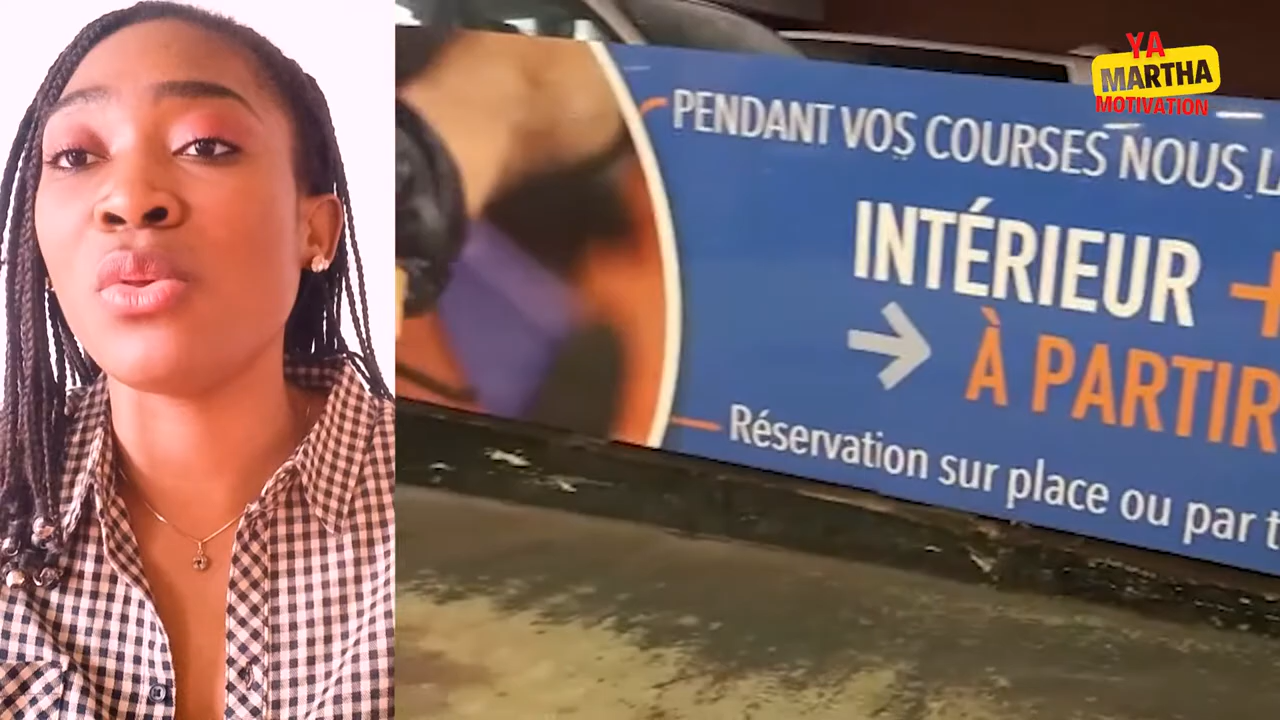 YA
MARTHA
MOTIVATION
PENDANT VOS COURSES NOUS
INTÉRIEUR +
→ À PARTIR
Réservation sur place ou par